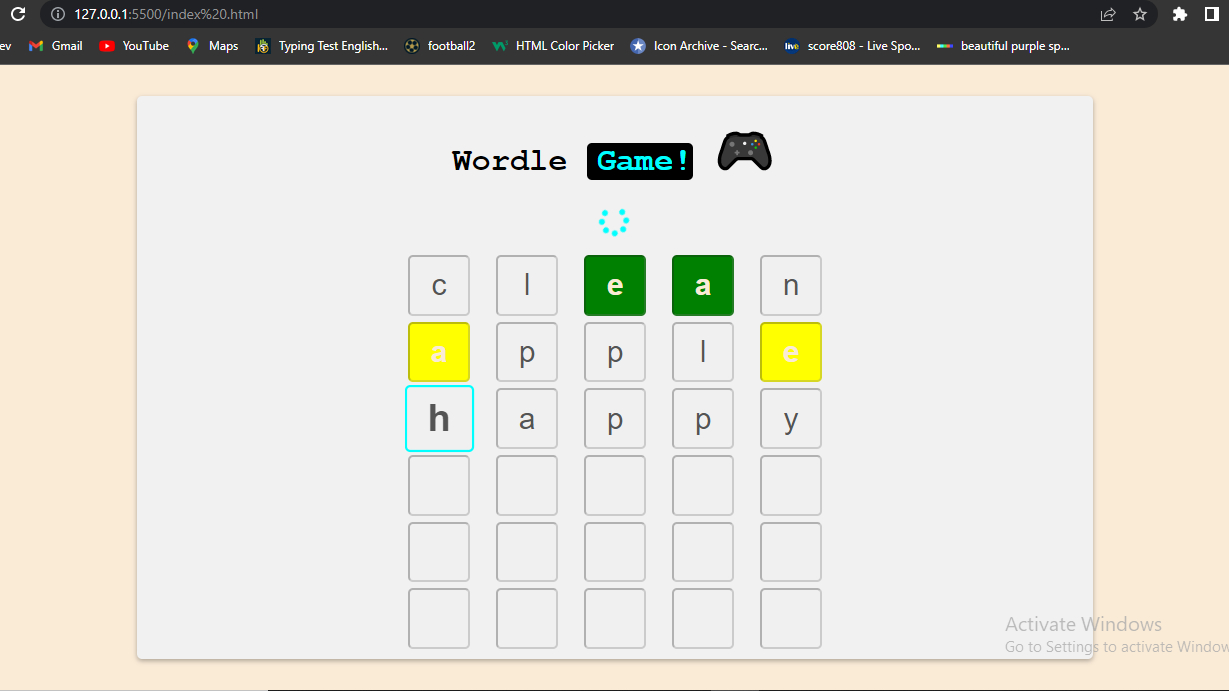 127.0.0.1:5500/index%20.html
ev Gmail YouTube Maps Typing Test English... football2 HTML Color Picker Icon Archive - Searc... live score808 - Live Spo... beautiful purple sp...
Wordle Game!
c l e a n
a p p l e
h a p p y
Activate Windows
Go to Settings to activate Window